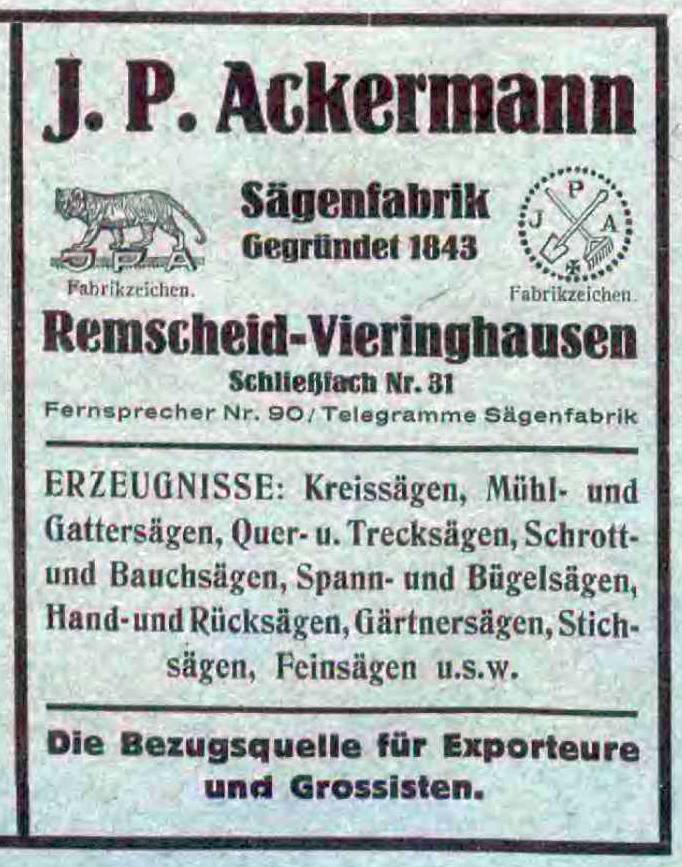 J. P. Ackermann
Sägenfabrik
Gegründet 1843
J P A
Fabrikzeichen.
J P A
Fabrikzeichen.
Remscheid-Vieringhausen
Schließfach Nr. 31
Fernsprecher Nr. 90/Telegramme Sägenfabrik
ERZEUGNISSE: Kreissägen, Mühl- und
Gattersägen, Quer- u. Trecksägen, Schrott-
und Bauchsägen, Spann- und Bügelsägen,
Hand- und Rücksägen, Gärtnersägen, Stich-
sägen, Feinsägen u.s.w.
Die Bezugsquelle für Exporteure
und Grossisten.